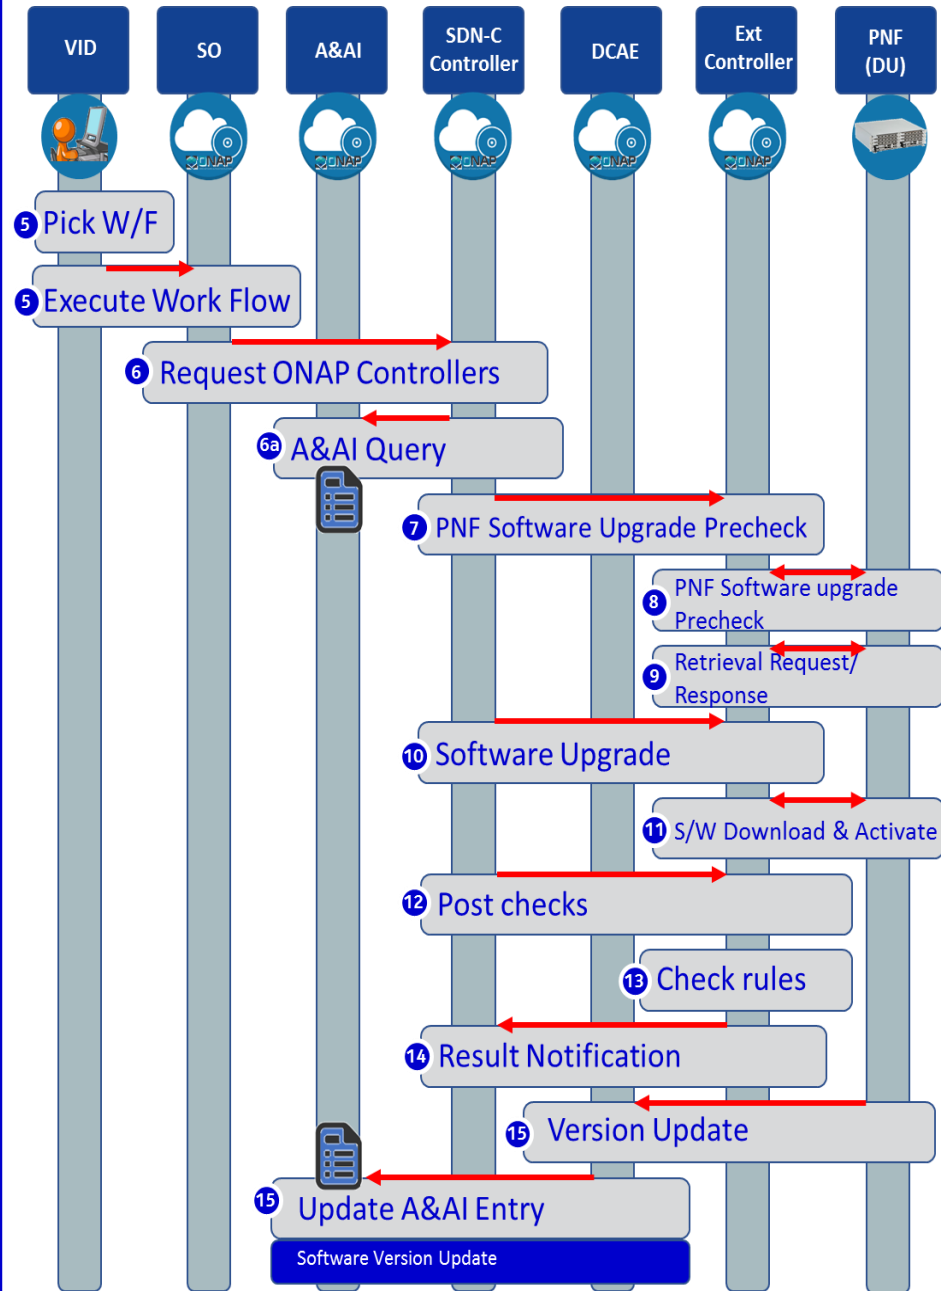 VID
SO
A&AI
SDN-C
Controller
DCAE
Ext
Controller
PNF
(DU)
ONAP
ONAP
ONAP
ONAP
ONAP
5 Pick W/F
5 Execute Work Flow
6 Request ONAP Controllers
6a A&AI Query
7 PNF Software Upgrade Precheck
8 PNF Software upgrade
Precheck
9 Retrieval Request/
Response
10 Software Upgrade
11 S/W Download & Activate
12 Post checks
13 Check rules
14 Result Notification
15 Version Update
15 Update A&AI Entry
Software Version Update